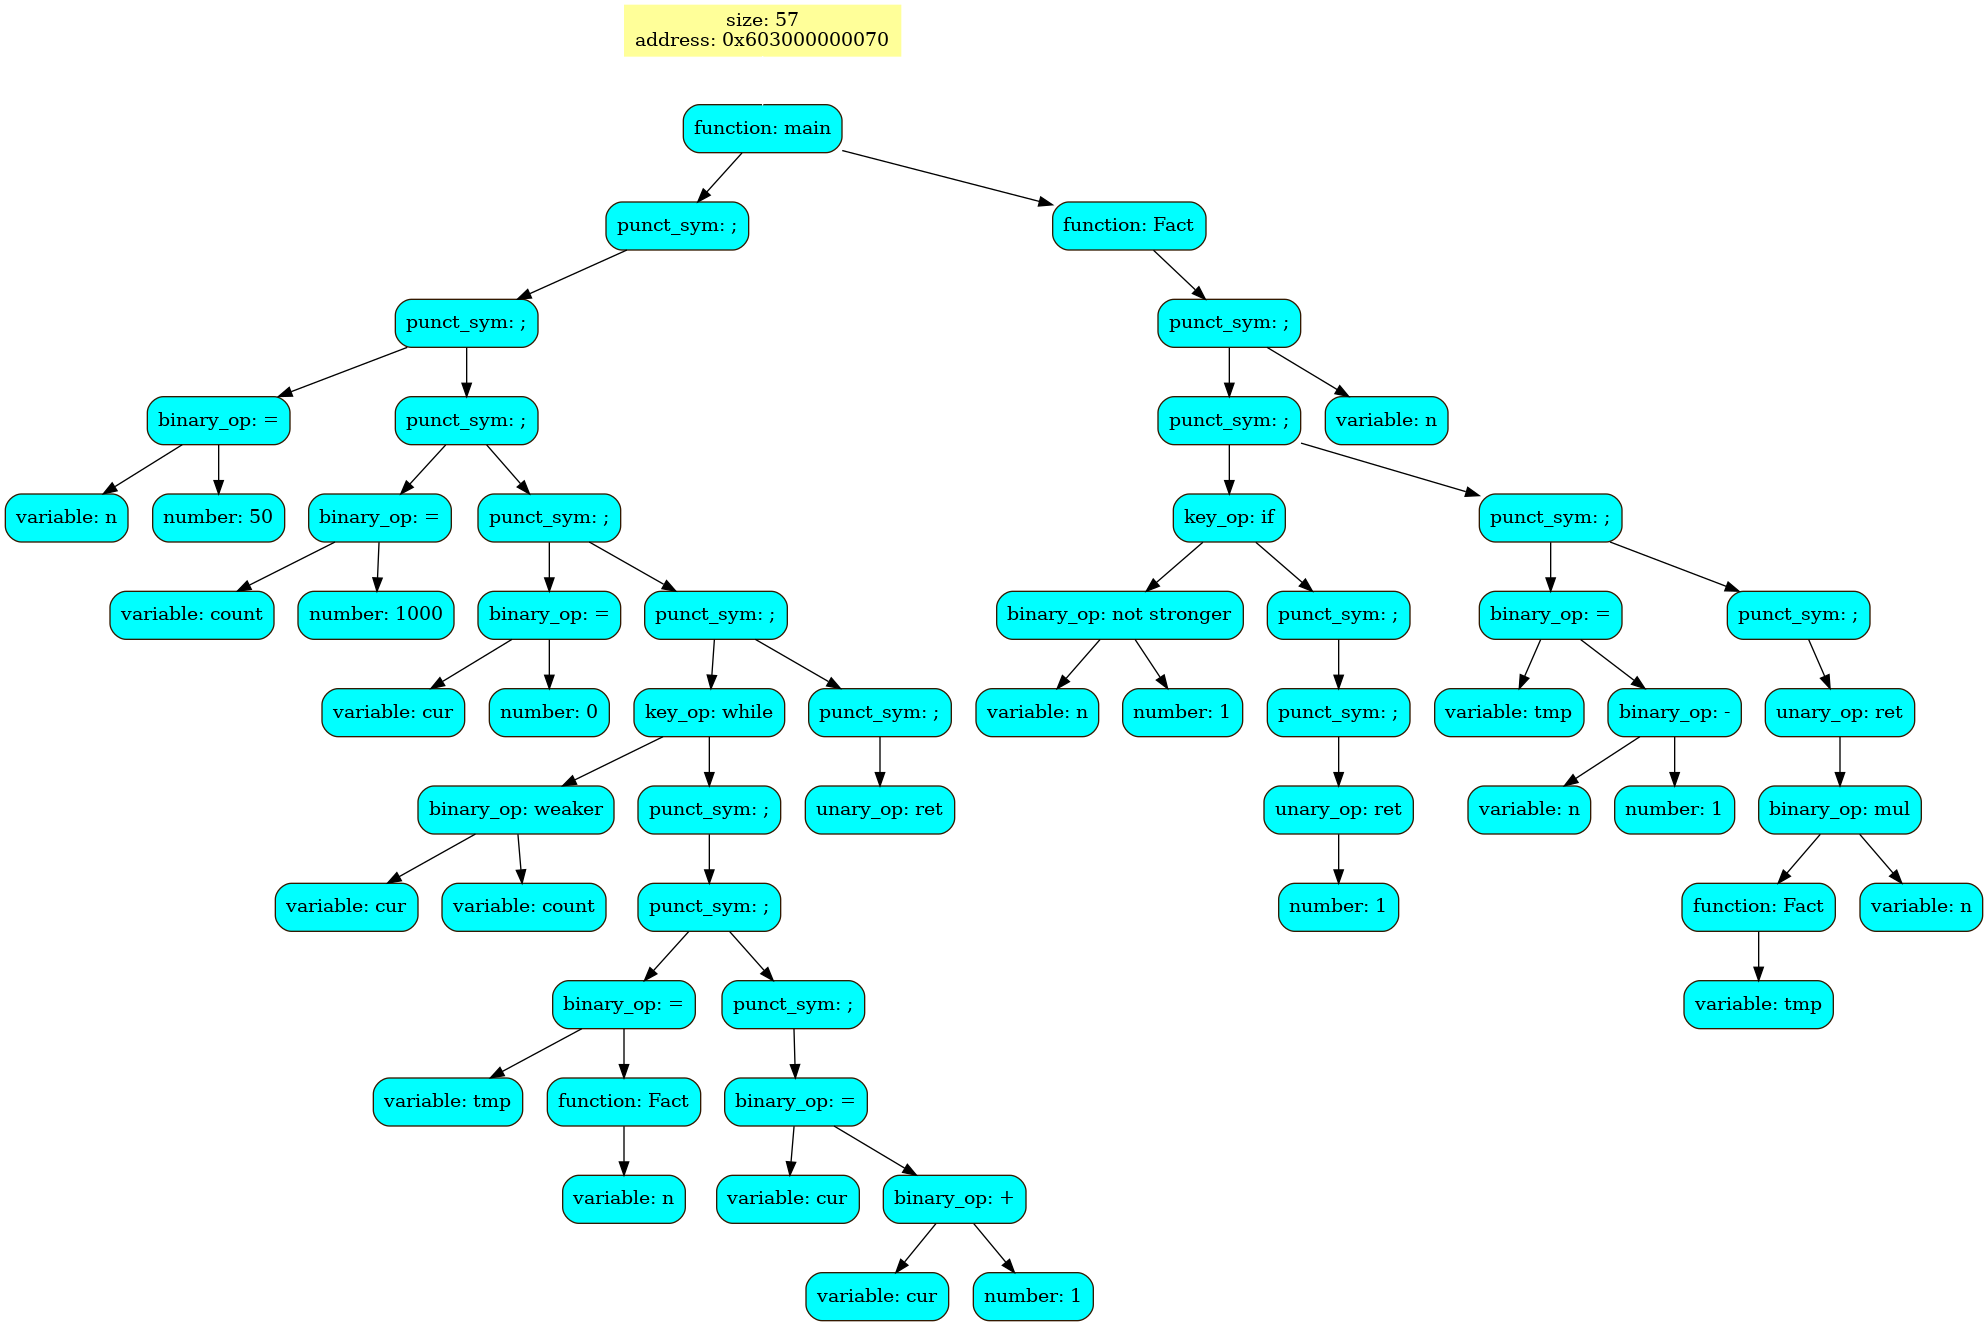 size: 57
address: 0x603000000070
function: main
punct_sym: ;
function: Fact
punct_sym: ;
punct_sym: ;
binary_op: =
punct_sym: ;
punct_sym: ;
variable: n
variable: n
number: 50
binary_op: =
punct_sym: ;
key_op: if
punct_sym: ;
variable: count
number: 1000
binary_op: =
punct_sym: ;
binary_op: not stronger
punct_sym: ;
binary_op: =
punct_sym: ;
variable: cur
number: 0
key_op: while
punct_sym: ;
variable: n
number: 1
punct_sym: ;
variable: tmp
binary_op: -
unary_op: ret
binary_op: weaker
punct_sym: ;
unary_op: ret
unary_op: ret
variable: n
number: 1
binary_op: mul
variable: cur
variable: count
punct_sym: ;
number: 1
function: Fact
variable: n
binary_op: =
punct_sym: ;
variable: tmp
variable: tmp
function: Fact
binary_op: =
variable: n
variable: cur
binary_op: +
variable: cur
number: 1